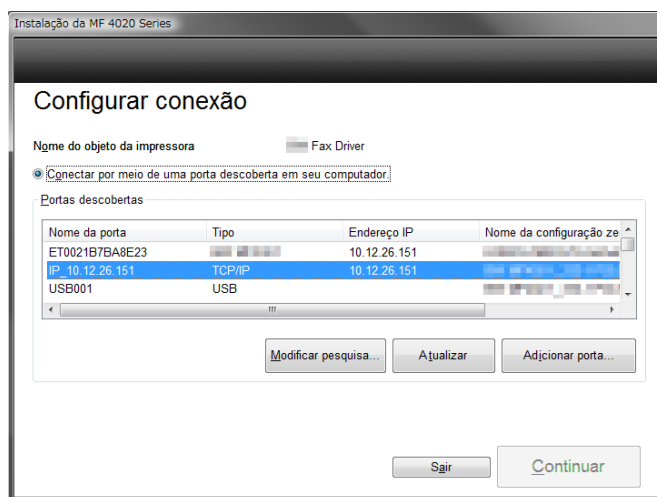 Instalação da MF 4020 Series
Configurar conexão
Nome do objeto da impressora Fax Driver
Conectar por meio de uma porta descoberta em seu computador.
Portas descobertas
Nome da porta Tipo Endereço IP Nome da configuração ze
ET0021B7BA8E23 10.12.26.151
IP_10.12.26.151 TCP/IP 10.12.26.151
USB001 USB
Modificar pesquisa... Atualizar Adicionar porta...
Sair Continuar